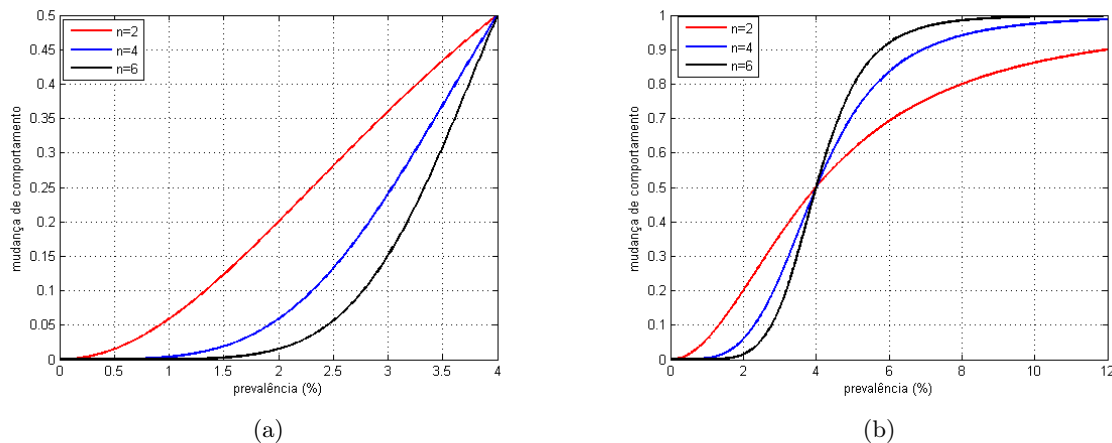 0.5
0.45
0.4
0.35
0.3
0.25
0.2
0.15
0.1
0.05
0
mudança de comportamento
n=2
n=4
n=6
0 0.5 1 1.5 2 2.5 3 3.5 4
prevalência (%)
(a)
1
0.9
0.8
0.7
0.6
0.5
0.4
0.3
0.2
0.1
0
mudança de comportamento
n=2
n=4
n=6
0 2 4 6 8 10 12
prevalência (%)
(b)